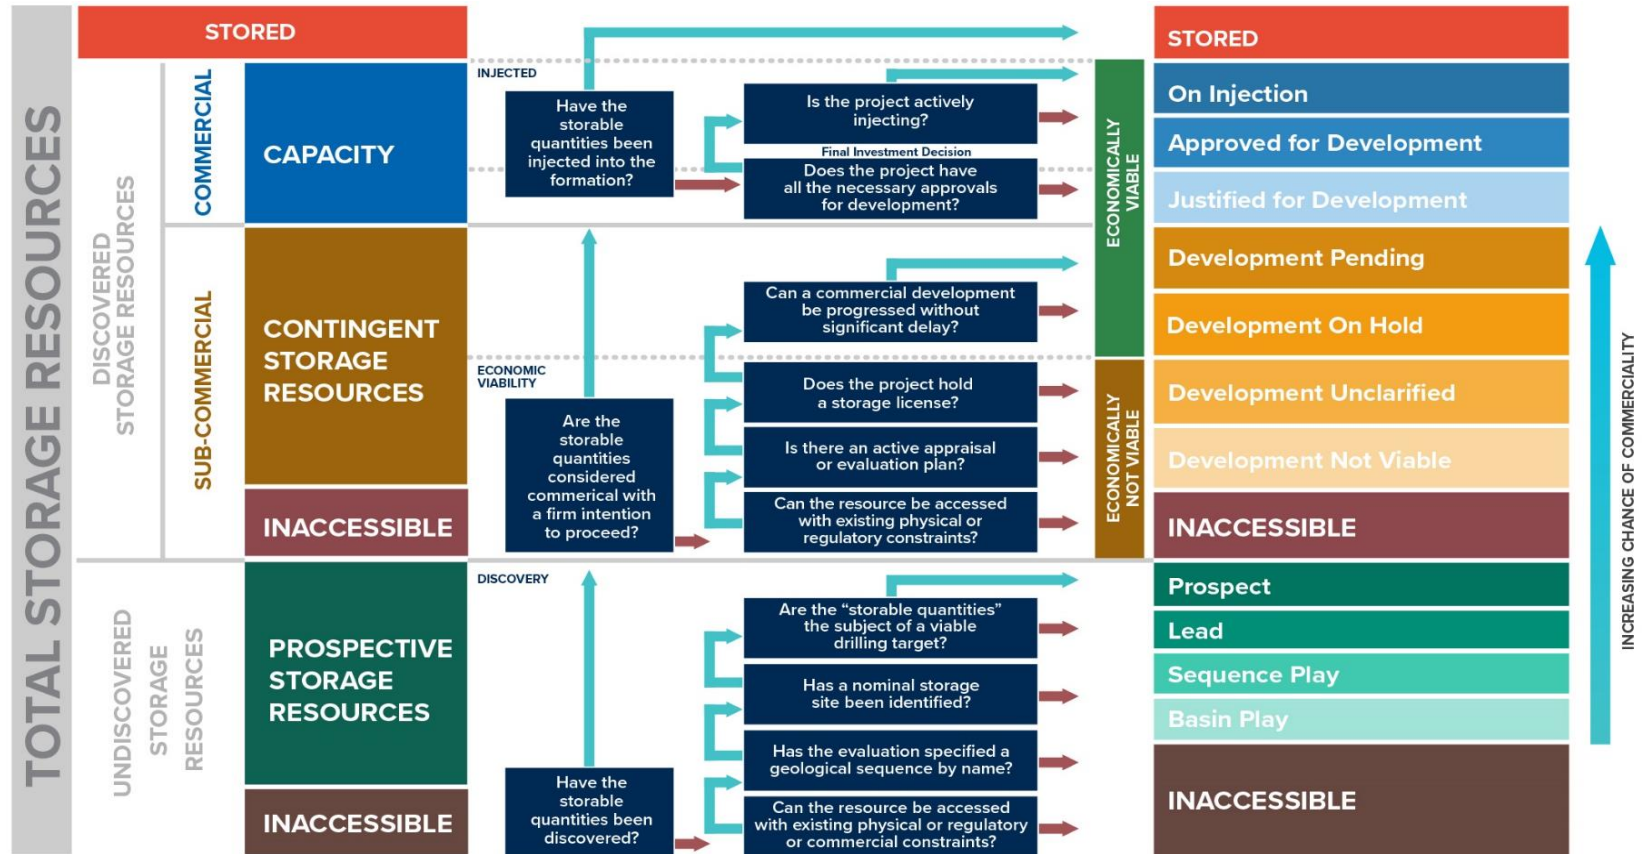 TOTAL STORAGE RESOURCES
DISCOVERED
STORAGE RESOURCES
UNDISCOVERED
STORAGE
RESOURCES
COMMERCIAL
SUB-COMMERCIAL
STORED
CAPACITY
CONTINGENT
STORAGE
RESOURCES
INACCESSIBLE
PROSPECTIVE
STORAGE
RESOURCES
INACCESSIBLE
INJECTED
Have the
storable
quantities been
injected into the
formation?
Is the project actively
injecting?
Final Investment Decision
Does the project have
all the necessary approvals
for development?
ECONOMIC
VIABILITY
Are the
storable
quantities
considered
commerical with
a firm intention
to proceed?
Can a commercial development
be progressed without
significant delay?
Does the project hold
a storage license?
Is there an active appraisal
or evaluation plan?
Can the resource be accessed
with existing physical or
regulatory constraints?
DISCOVERY
Have the
storable
quantities been
discovered?
Are the “storable quantities”
the subject of a viable
drilling target?
Has a nominal storage
site been identified?
Has the evaluation specified a
geological sequence by name?
Can the resource be accessed
with existing physical or regulatory
or commercial constraints?
ECONOMICALLY
VIABLE
ECONOMICALLY
NOT VIABLE
STORED
On Injection
Approved for Development
Justified for Development
Development Pending
Development On Hold
Development Unclarified
Development Not Viable
INACCESSIBLE
Prospect
Lead
Sequence Play
Basin Play
INACCESSIBLE
INCREASING CHANCE OF COMMERCIALITY